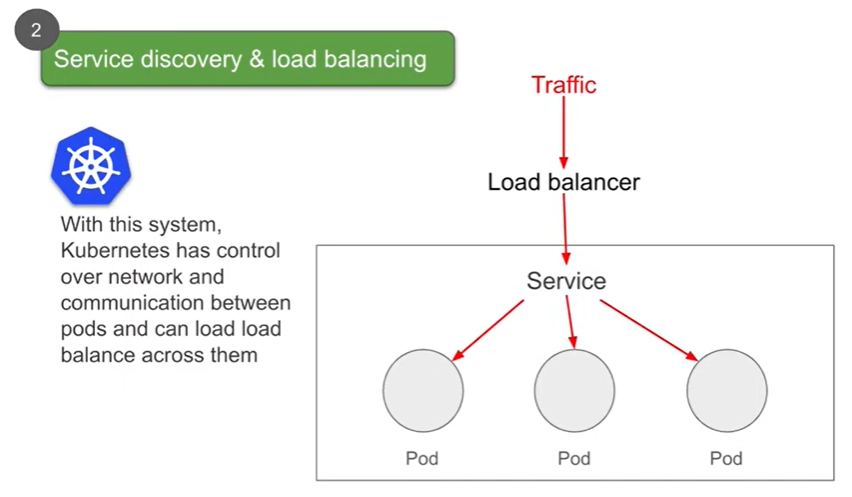 2
Service discovery & load balancing
With this system,
Kubernetes has control
over network and
communication between
pods and can load load
balance across them
Traffic
Load balancer
Service
Pod
Pod
Pod